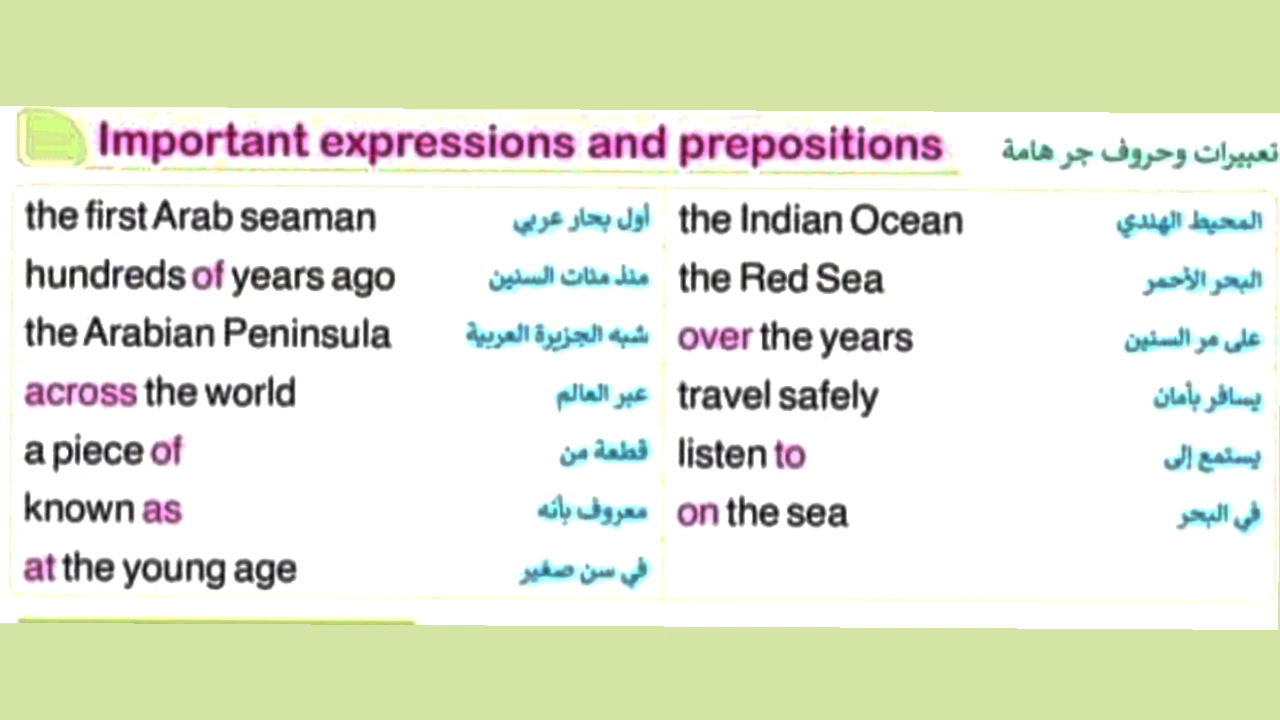 Important expressions and prepositions تعبيرات وحروف جر هامة
the first Arab seaman أول بحار عربي
hundreds of years ago منذ مئات السنين
the Arabian Peninsula شبه الجزيرة العربية
across the world عبر العالم
a piece of قطعة من
known as معروف بأنه
at the young age في سن صغير
the Indian Ocean المحيط الهندي
the Red Sea البحر الأحمر
over the years على مر السنين
travel safely يسافر بأمان
listen to يستمع إلى
on the sea في البحر